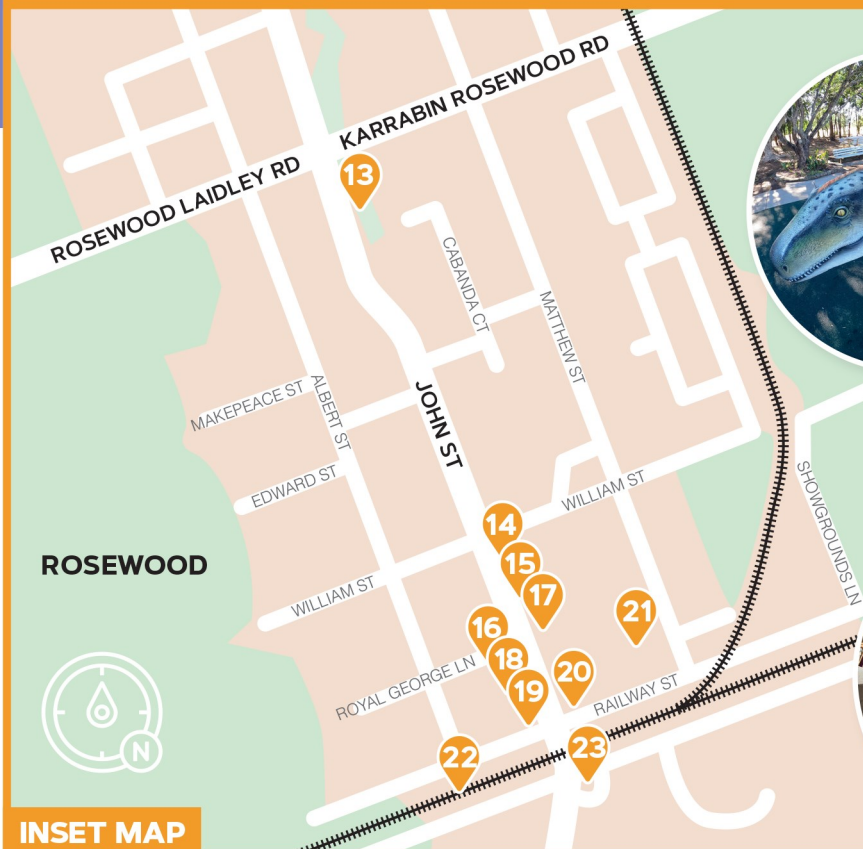 KARRABIN ROSEWOOD RD
13
ROSEWOOD LAIDLEY RD
CABANDA CT
MATTHEW ST
MAKEPEACE ST
ALBERT ST
JOHN ST
EDWARD ST
WILLIAM ST
SHOWGROUNDS LN
14
15
ROSEWOOD
WILLIAM ST
17
21
16
18
20
ROYAL GEORGE LN
19
RAILWAY ST
N
22
23
INSET MAP